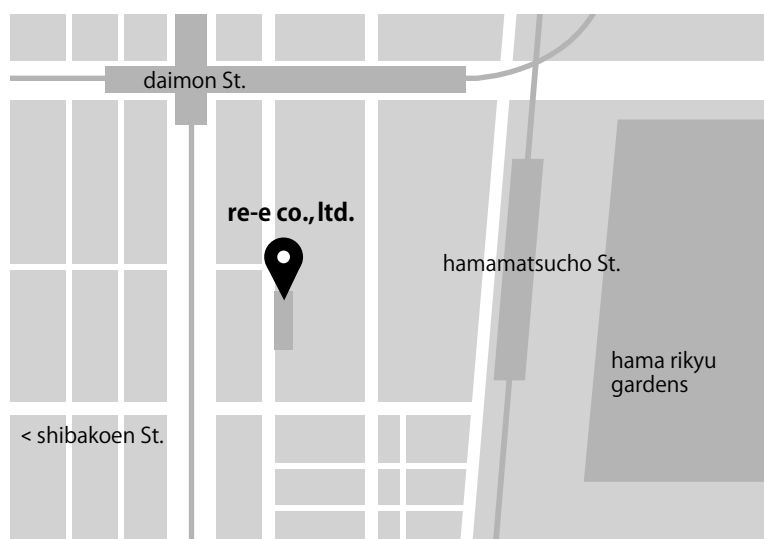 daimon St.
re-e co., ltd.
hamamatsucho St.
hama rikyu
gardens
< shibakoen St.